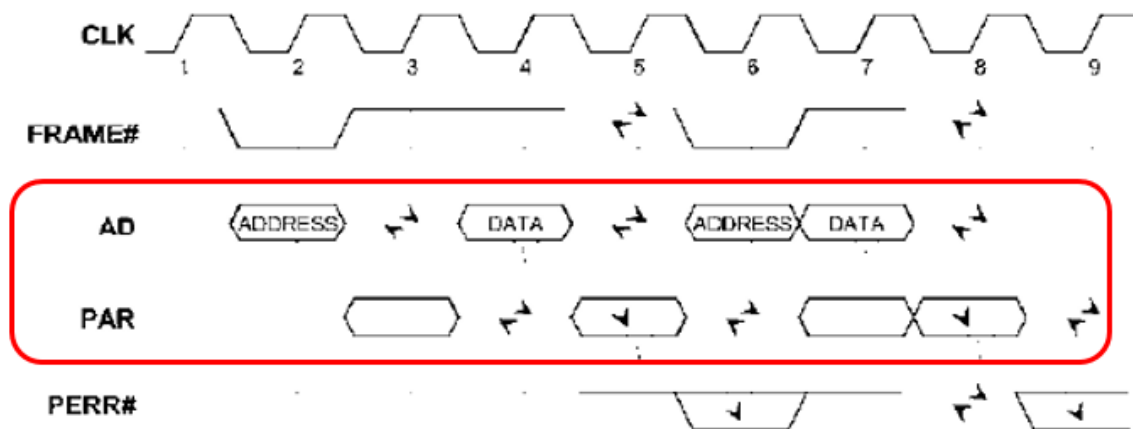 CLK
1 2 3 4 5 6 7 8 9
FRAME#
AD ADDRESS DATA ADDRESS DATA
PAR
PERR#